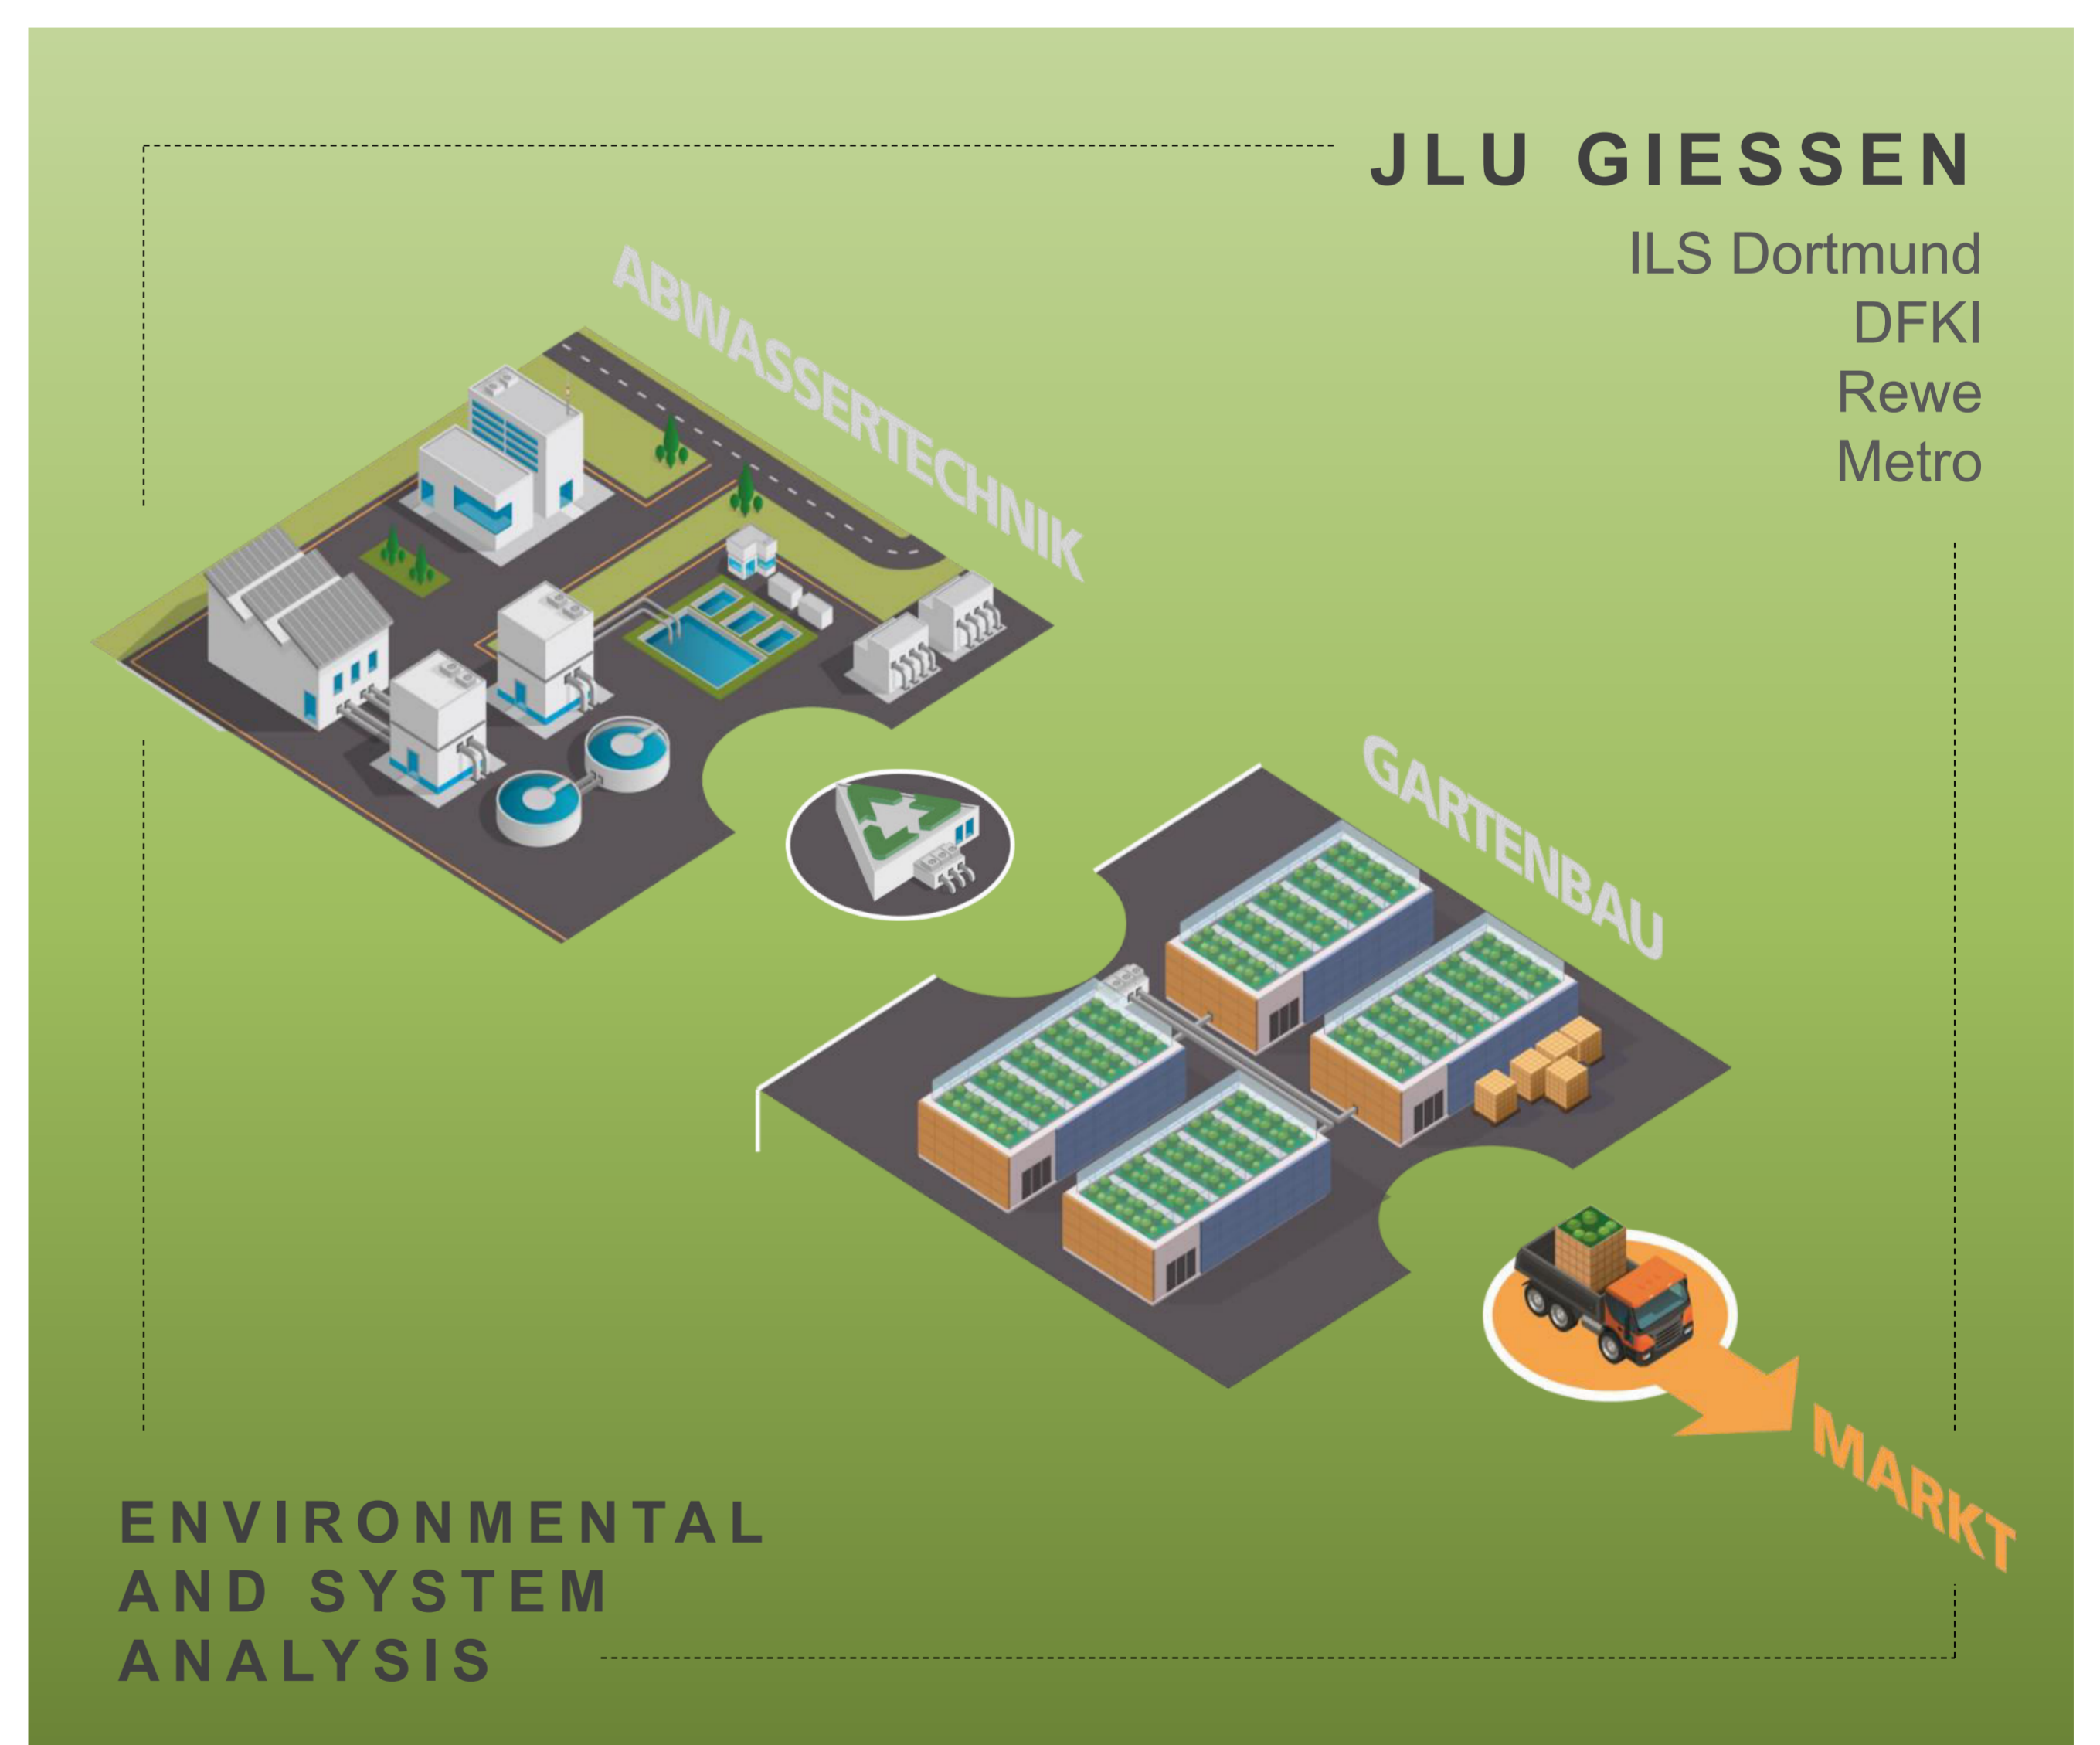 JLU GIESSEN
ILS Dortmund
DFKI
Rewe
Metro
ABWASSERTECHNIK
GARTENBAU
MARKT
ENVIRONMENTAL
AND SYSTEM
ANALYSIS